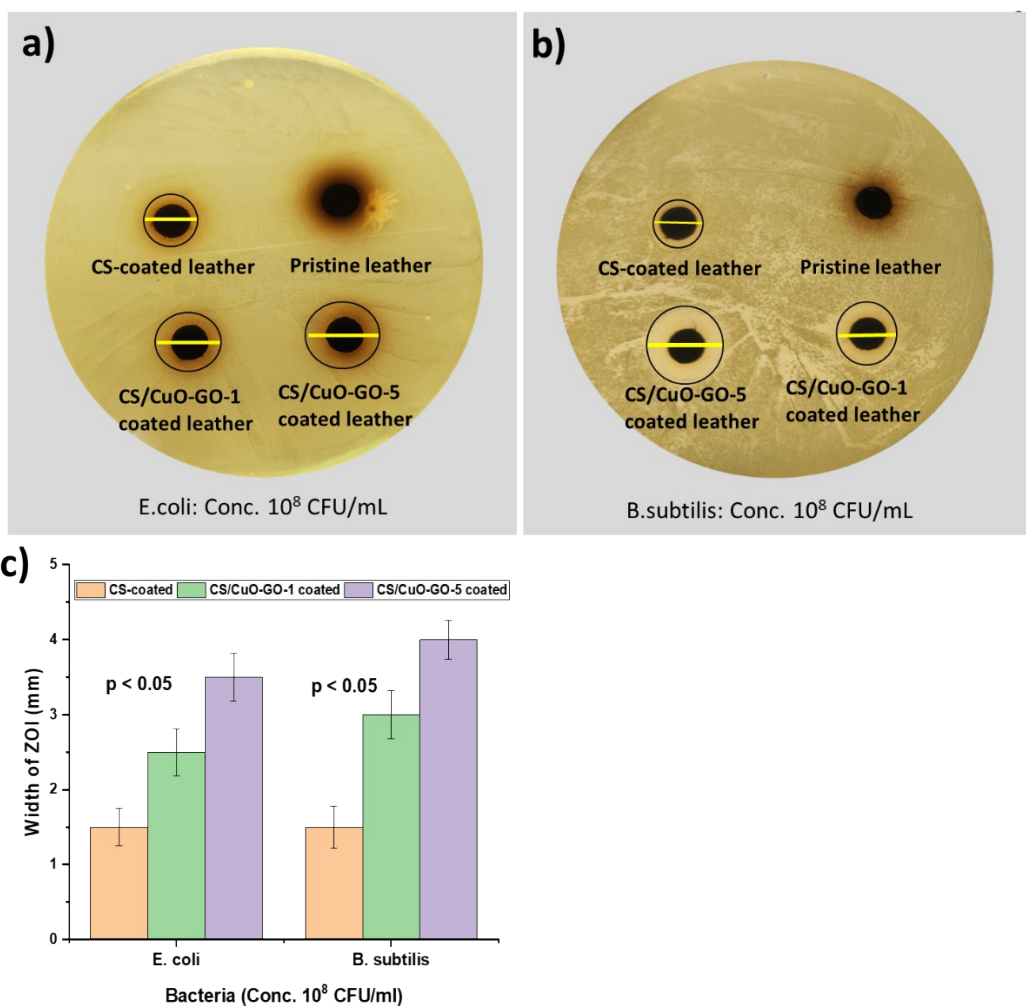 a)
CS-coated leather
Pristine leather
CS/CuO-GO-1
coated leather
CS/CuO-GO-5
coated leather
E.coli: Conc. 10⁸ CFU/mL
b)
CS-coated leather
Pristine leather
CS/CuO-GO-5
coated leather
CS/CuO-GO-1
coated leather
B.subtilis: Conc. 10⁸ CFU/mL
c)
CS-coated
CS/CuO-GO-1 coated
CS/CuO-GO-5 coated
Width of ZOI (mm)
5
4
3
2
1
0
p < 0.05
p < 0.05
E. coli
B. subtilis
Bacteria (Conc. 10⁸ CFU/ml)